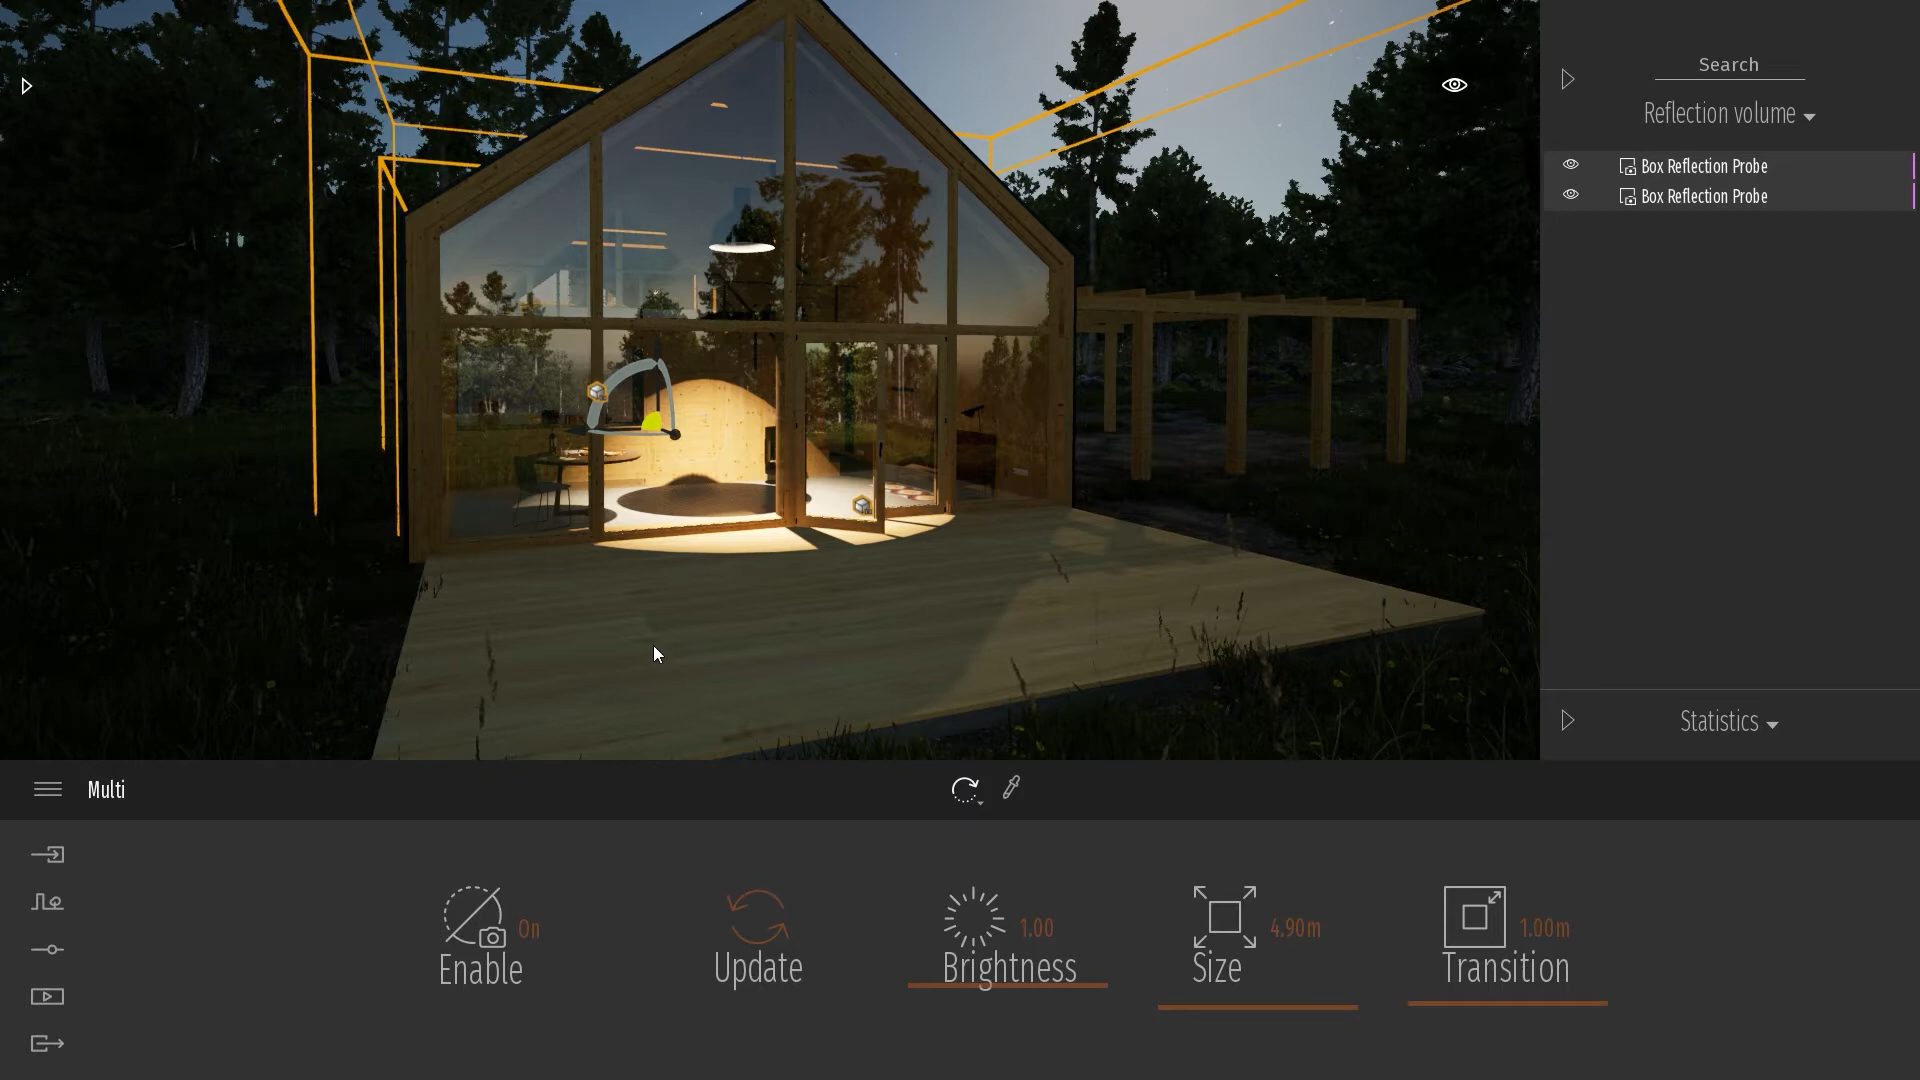 Search
Reflection volume
Box Reflection Probe
Box Reflection Probe
Statistics
Multi
On
1.00
4.90m
1.00m
Enable
Update
Brightness
Size
Transition